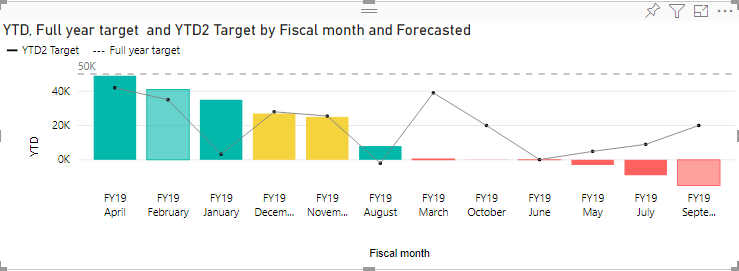 YTD, Full year target and YTD2 Target by Fiscal month and Forecasted
YTD2 Target --- Full year target
50K
40K
20K
0K
YTD
FY19 FY19 FY19 FY19 FY19 FY19 FY19 FY19 FY19 FY19 FY19 FY19
April February January Decem... Novem... August March October June May July Septe...
Fiscal month